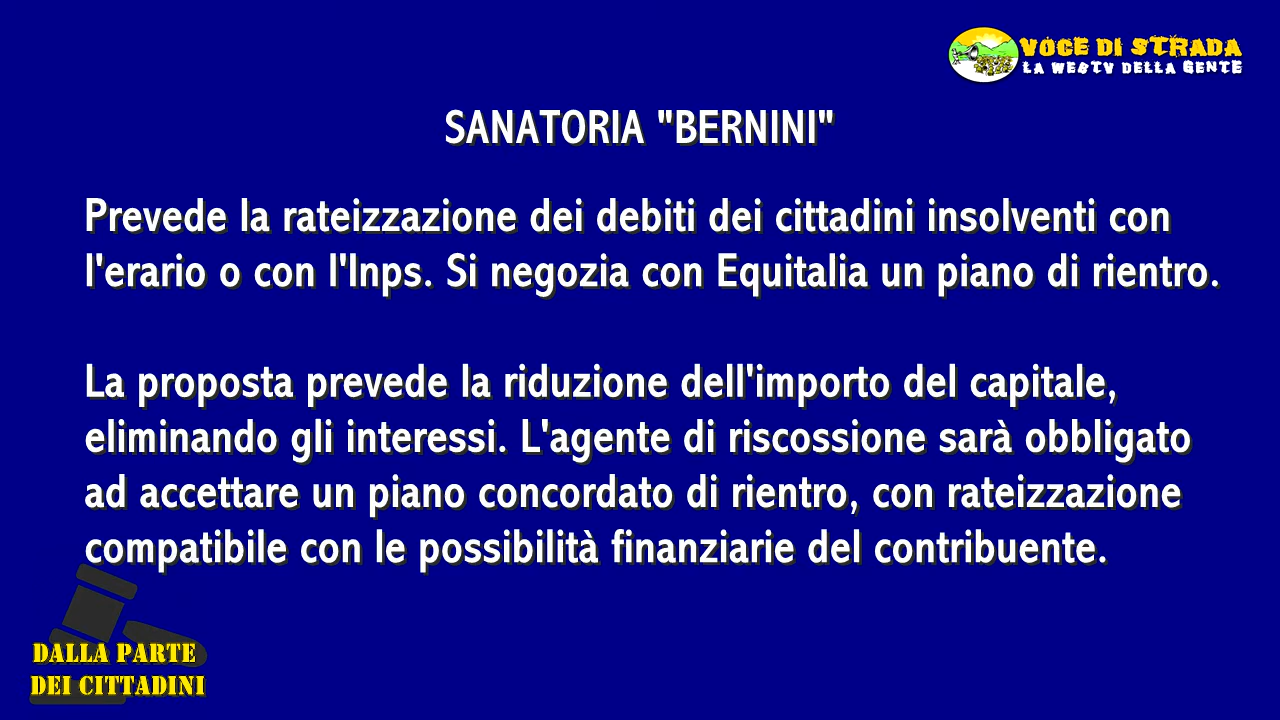 VOCE DI STRADA
LA WEBTV DELLA GENTE
SANATORIA "BERNINI"
Prevede la rateizzazione dei debiti dei cittadini insolventi con
l'erario o con l'Inps. Si negozia con Equitalia un piano di rientro.
La proposta prevede la riduzione dell'importo del capitale,
eliminando gli interessi. L'agente di riscossione sarà obbligato
ad accettare un piano concordato di rientro, con rateizzazione
compatibile con le possibilità finanziarie del contribuente.
DALLA PARTE
DEI CITTADINI